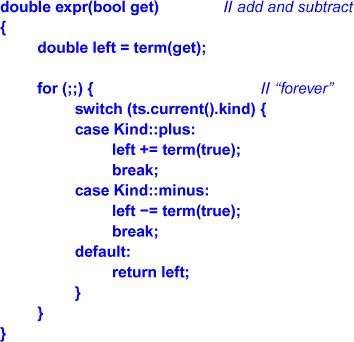 double expr(bool get) // add and subtract
{
double left = term(get);
for (;;) { // “forever”
switch (ts.current().kind) {
case Kind::plus:
left += term(true);
break;
case Kind::minus:
left −= term(true);
break;
default:
return left;
}
}
}